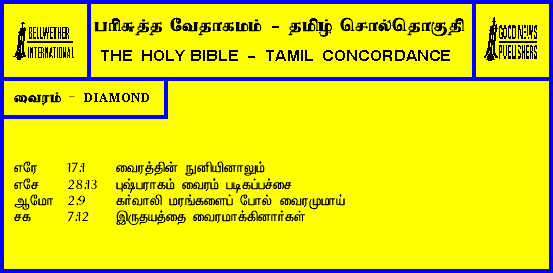 BELLWETHER
INTERNATIONAL
பரிசுத்த வேதாகமம் - தமிழ் சொல்தொகுதி
THE HOLY BIBLE - TAMIL CONCORDANCE
GOOD NEWS
PUBLISHERS
வைரம் - DIAMOND
எரே 17:1 வைரத்தின் நுனியினாலும்
எசே 28:13 புஷ்பராகம் வைரம் படிகப்பச்சை
ஆமோ 2:9 கர்வாலி மரங்களைப் போல் வைரமுமாய்
சக 7:12 இருதயத்தை வைரமாக்கினார்கள்